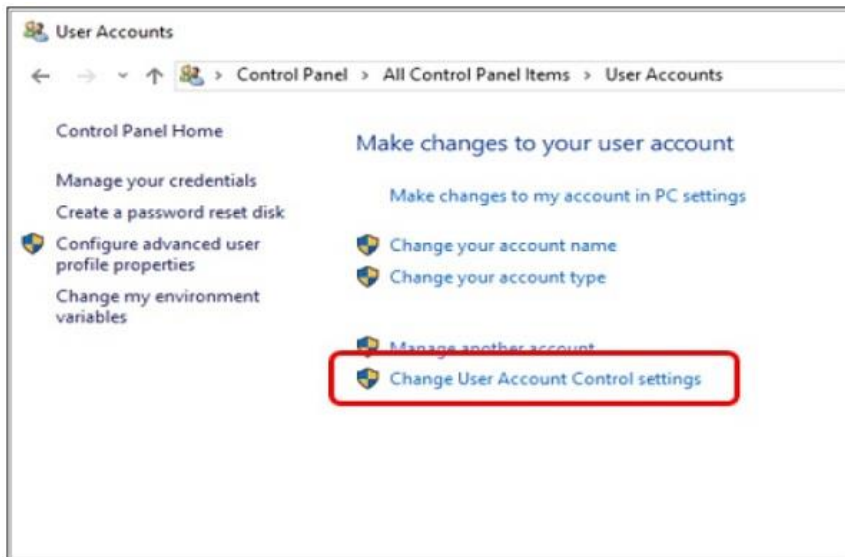 User Accounts
Control Panel > All Control Panel Items > User Accounts
Control Panel Home
Manage your credentials
Create a password reset disk
Configure advanced user
profile properties
Change my environment
variables
Make changes to your user account
Make changes to my account in PC settings
Change your account name
Change your account type
Manage another account
Change User Account Control settings